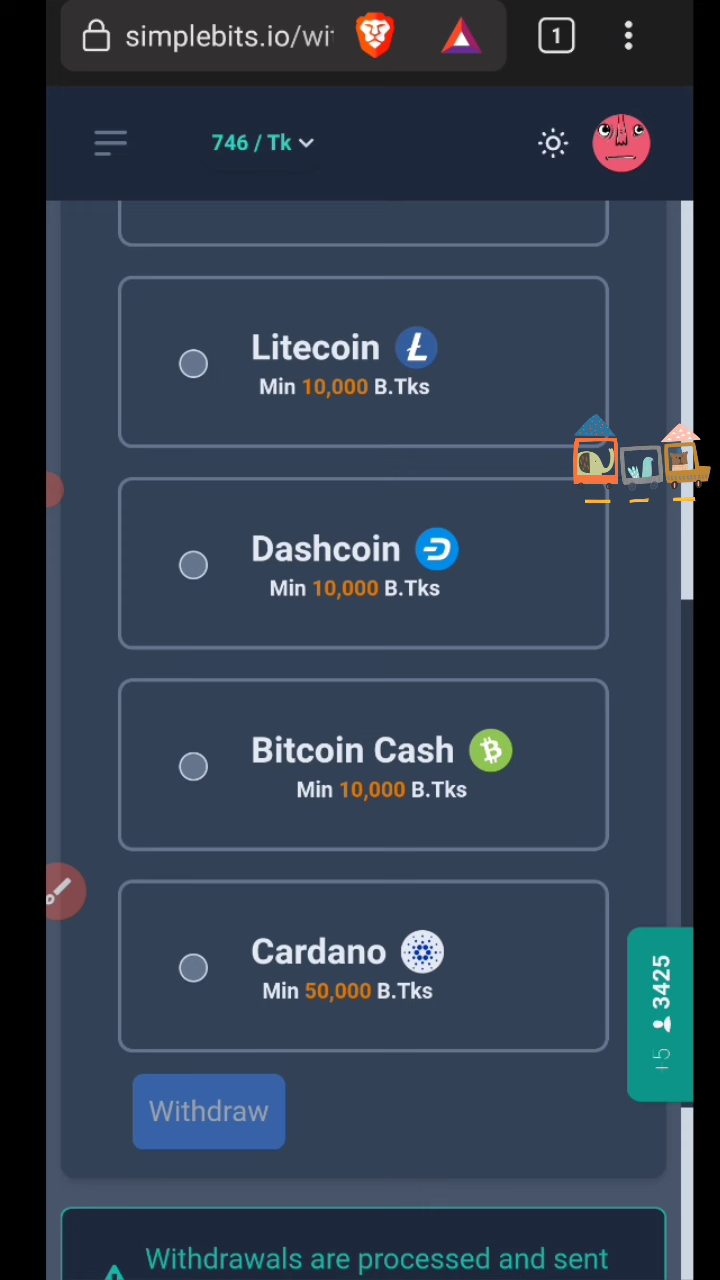 simplebits.io/wi
1
746 / Tk
Litecoin
Min 10,000 B.Tks
Dashcoin
Min 10,000 B.Tks
Bitcoin Cash
Min 10,000 B.Tks
Cardano
Min 50,000 B.Tks
+5 3425
Withdraw
Withdrawals are processed and sent